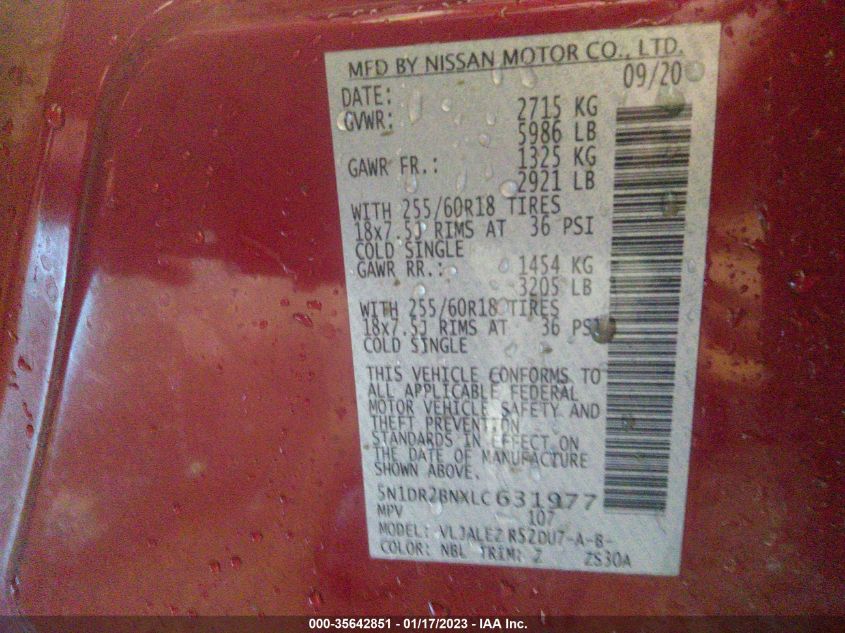 MFD BY NISSAN MOTOR CO., LTD.
DATE: 09/20
GVWR: 2715 KG
5986 LB
GAWR FR.: 1325 KG
2921 LB
WITH 255/60R18 TIRES
18x7.5J RIMS AT 36 PSI
COLD SINGLE
GAWR RR.: 1454 KG
3205 LB
WITH 255/60R18 TIRES
18x7.5J RIMS AT 36 PSI
COLD SINGLE
THIS VEHICLE CONFORMS TO
ALL APPLICABLE FEDERAL
MOTOR VEHICLE SAFETY AND
THEFT PREVENTION
STANDARDS IN EFFECT ON
THE DATE OF MANUFACTURE
SHOWN ABOVE.
5N1DR2BNXLC631977
MPV 107
MODEL: VLJALEZ R52DU7-A-B-
COLOR: NBL TRIM: Z ZS30A
000-35642851 - 01/17/2023 - IAA Inc.